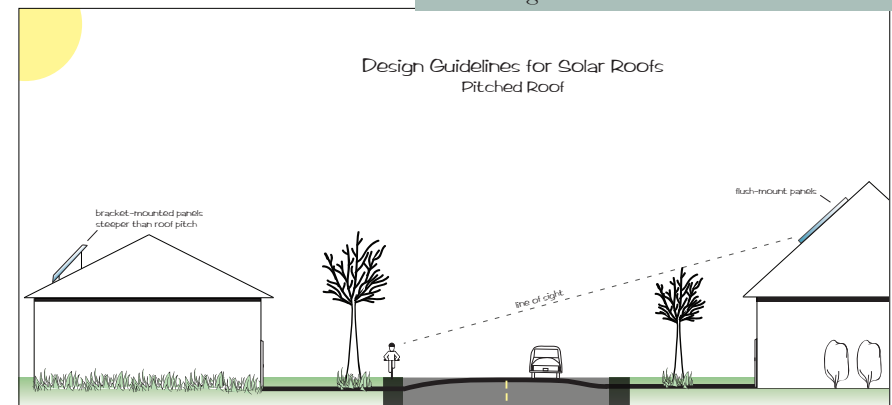 Design Guidelines for Solar Roofs
Pitched Roof
flush-mount panels
bracket-mounted panels
steeper than roof pitch
line of sight